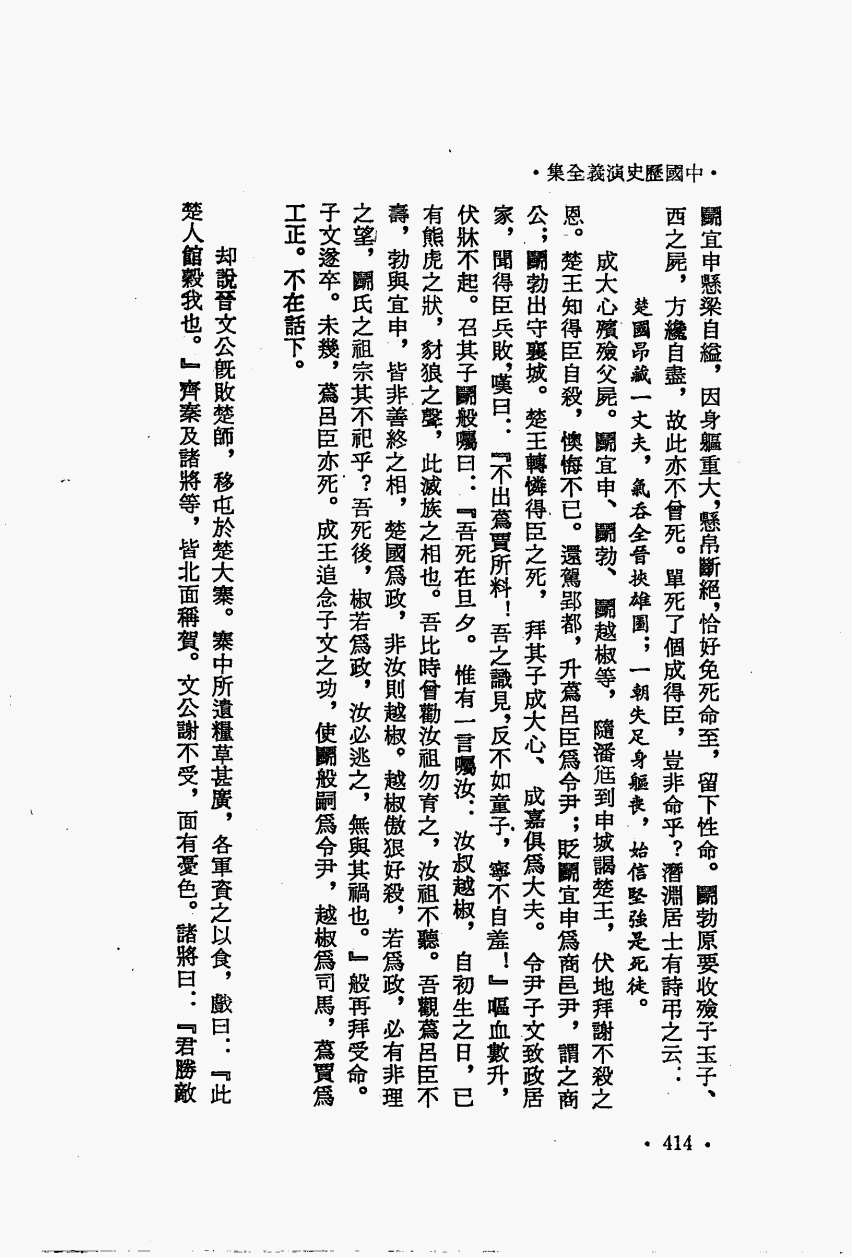 ·中國歷史演義全集·
鬭宜申懸梁自縊，因身軀重大，懸帛斷絕，恰好免死命至，留下性命。鬭勃原要收殮子玉子、
西之屍，方纔自盡，故此亦不曾死。單死了個成得臣，豈非命乎？潛淵居士有詩弔之云：
楚國昂藏一丈夫，氣吞全晉挾雄圖；一朝失足身軀喪，始信堅強是死徒。
成大心殯殮父屍。鬭宜申、鬭勃、鬭越椒等，隨潘尫到申城謁楚王，伏地拜謝不殺之
恩。楚王知得臣自殺，懊悔不已。還駕郢都，升蔿呂臣爲令尹；貶鬭宜申爲商邑尹，謂之商
公；鬭勃出守襄城。楚王轉憐得臣之死，拜其子成大心、成嘉俱爲大夫。令尹子文致政居
家，聞得臣兵敗，嘆曰：『不出蔿賈所料！吾之識見，反不如童子，寧不自羞！』嘔血數升，
伏牀不起。召其子鬭般囑曰：『吾死在旦夕。惟有一言囑汝：汝叔越椒，自初生之日，已
有熊虎之狀，豺狼之聲，此滅族之相也。吾比時曾勸汝祖勿育之，汝祖不聽。吾觀蔿呂臣不
壽，勃與宜申，皆非善終之相，楚國爲政，非汝則越椒。越椒傲狠好殺，若爲政，必有非理
之望，鬭氏之祖宗其不祀乎？吾死後，椒若爲政，汝必逃之，無與其禍也。』般再拜受命。
子文遂卒。未幾，蔿呂臣亦死。成王追念子文之功，使鬭般嗣爲令尹，越椒爲司馬，蔿賈爲
工正。不在話下。
却說晉文公既敗楚師，移屯於楚大寨。寨中所遺糧草甚廣，各軍資之以食，戲曰：『此
楚人館穀我也。』齊秦及諸將等，皆北面稱賀。文公謝不受，面有憂色。諸將曰：『君勝敵
·414·